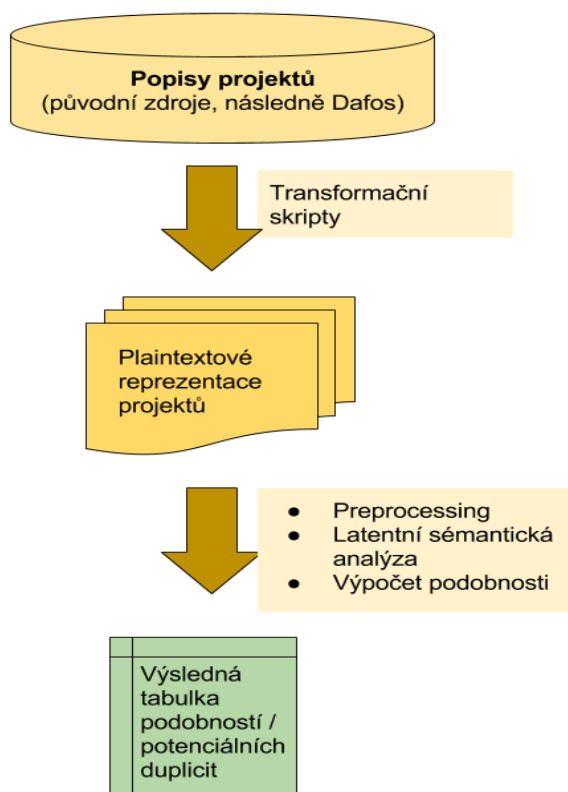 Popisy projektů
(původní zdroje, následně Dafos)
Transformační
skripty
Plaintextové
reprezentace
projektů
● Preprocessing
● Latentní sémantická
analýza
● Výpočet podobnosti
Výsledná
tabulka
podobností /
potenciálních
duplicit